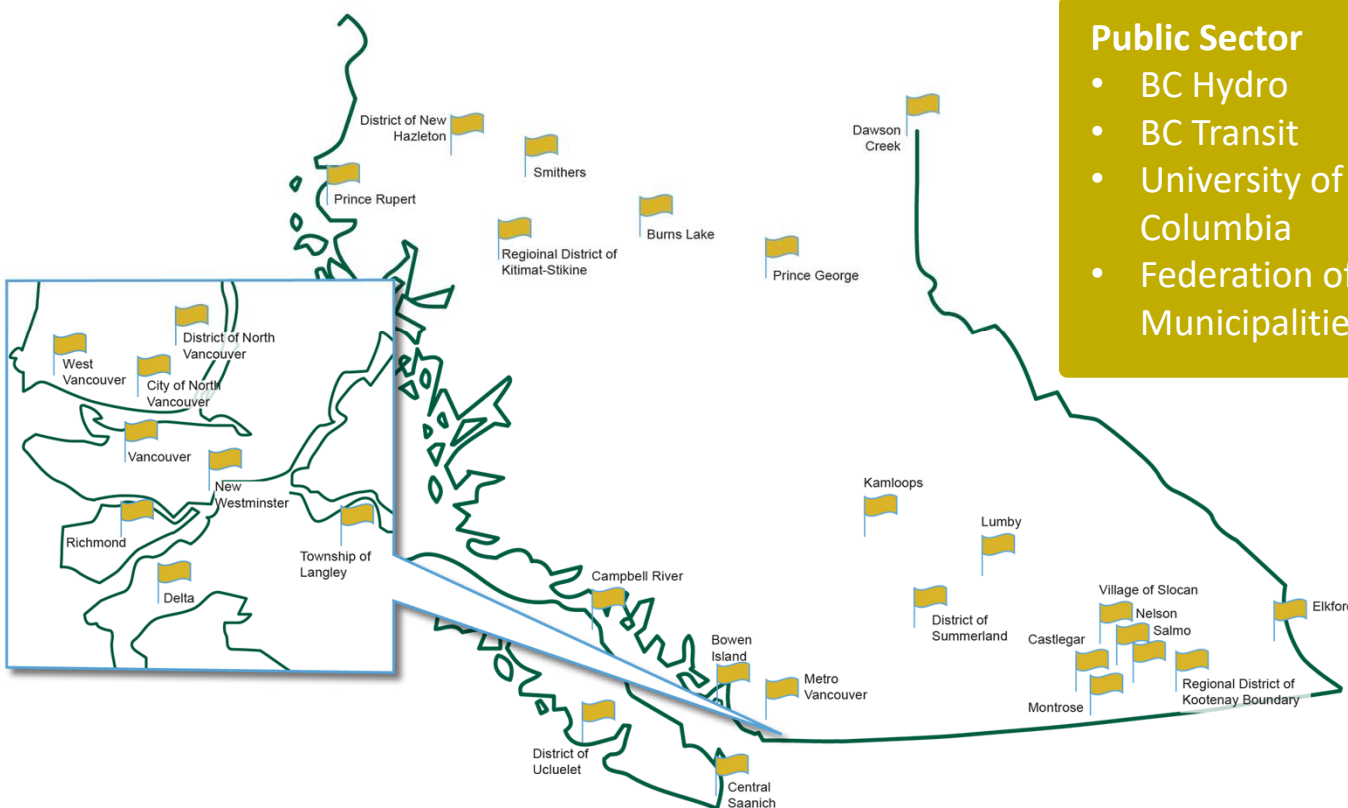 Public Sector
• BC Hydro
• BC Transit
• University of
Columbia
• Federation of
District of New
Hazleton
Smithers
Dawson
Creek
Prince Rupert
Regioinal District of
Kitimat-Stikine
Burns Lake
Prince George
District of North
Vancouver
West
Vancouver
City of North
Vancouver
Vancouver
New
Westminster
Richmond
Township of
Langley
Delta
Kamloops
Lumby
Campbell River
District of
Summerland
Village of Slocan
Nelson
Salmo
Castlegar
Regional District of
Kootenay Boundary
Montrose
Bowen
Island
Metro
Vancouver
District of
Ucluelet
Central
Saanich